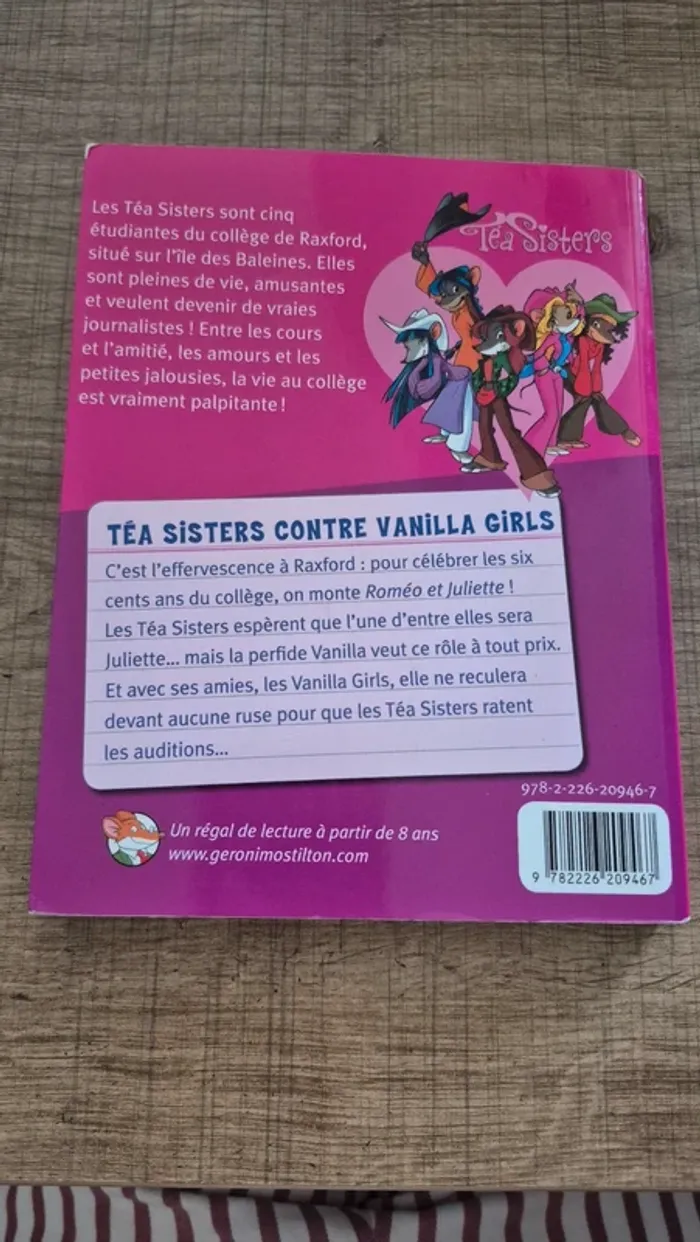 Les Téa Sisters sont cinq
étudiantes du collège de Raxford,
situé sur l'île des Baleines. Elles
sont pleines de vie, amusantes
et veulent devenir de vraies
journalistes ! Entre les cours
et l'amitié, les amours et les
petites jalousies, la vie au collège
est vraiment palpitante !
Téa Sisters
TÉA SISTERS CONTRE VANILLA GIRLS
C'est l'effervescence à Raxford : pour célébrer les six
cents ans du collège, on monte Roméo et Juliette !
Les Téa Sisters espèrent que l'une d'entre elles sera
Juliette... mais la perfide Vanilla veut ce rôle à tout prix.
Et avec ses amies, les Vanilla Girls, elle ne reculera
devant aucune ruse pour que les Téa Sisters ratent
les auditions...
978-2-226-20946-7
Un régal de lecture à partir de 8 ans
www.geronimostilton.com
9 782226 209467